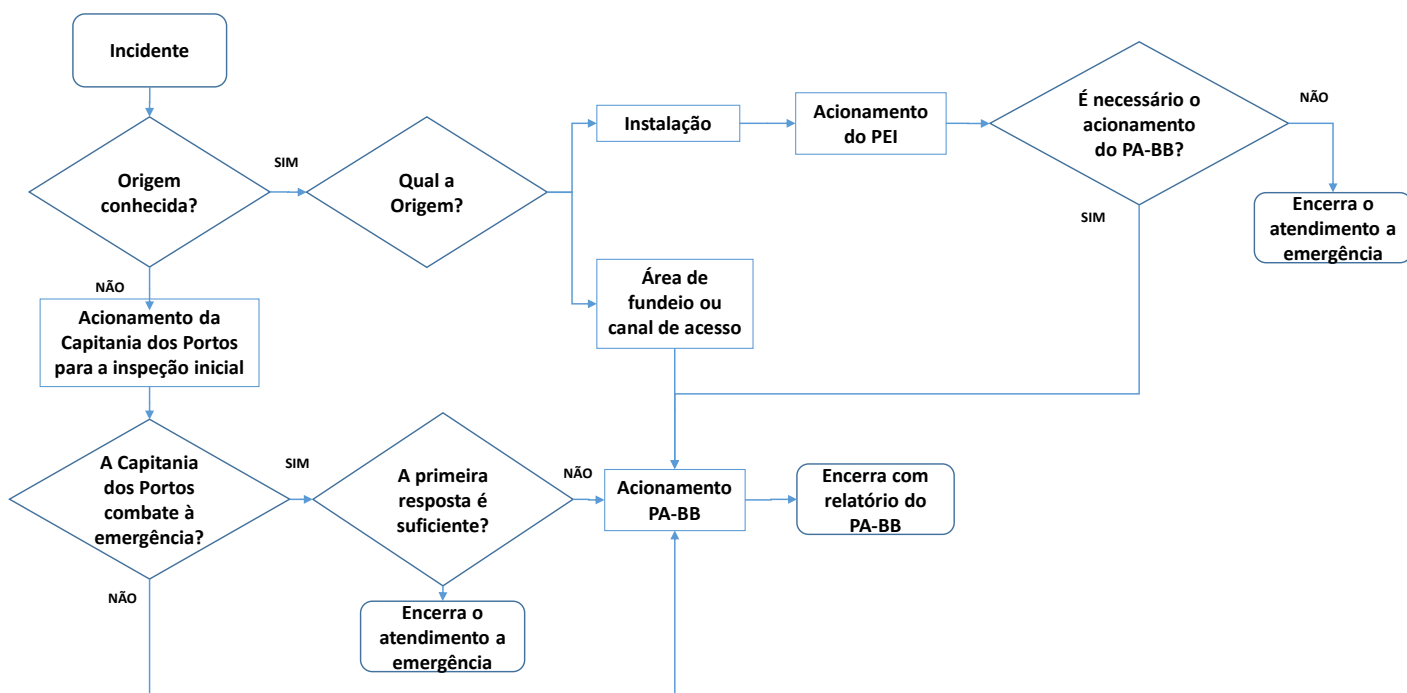 Incidente
Origem
conhecida?
SIM
Qual a
Origem?
Instalação
Acionamento
do PEI
É necessário o
acionamento
do PA-BB?
NÃO
Encerra o
atendimento a
emergência
SIM
Área de
fundeio ou
canal de acesso
NÃO
Acionamento da
Capitania dos Portos
para a inspeção inicial
A Capitania
dos Portos
combate à
emergência?
SIM
A primeira
resposta é
suficiente?
NÃO
Acionamento
PA-BB
Encerra com
relatório do
PA-BB
NÃO
Encerra o
atendimento a
emergência